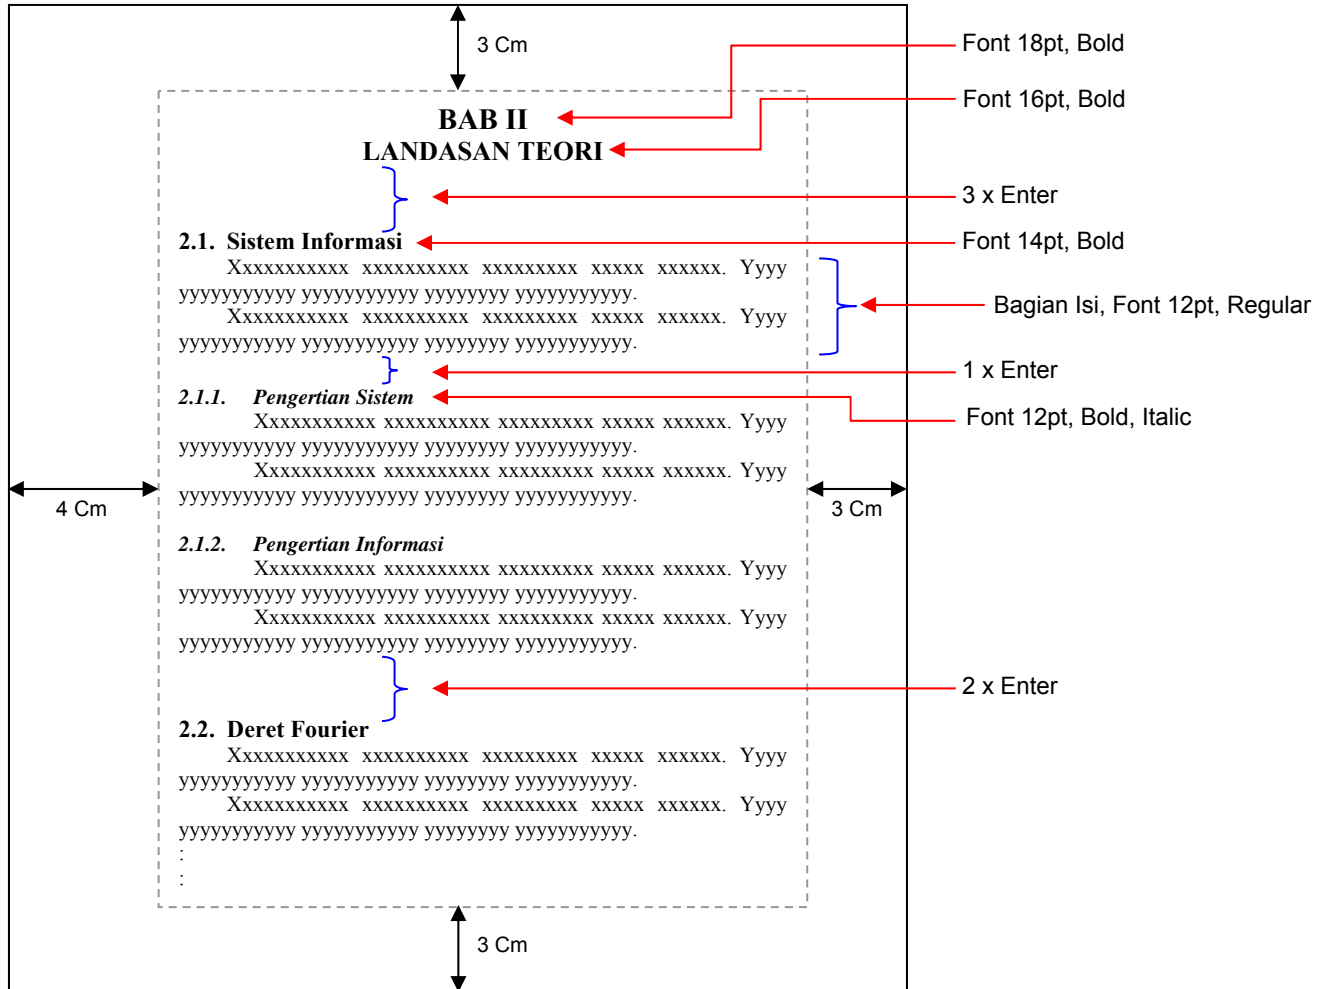 3 Cm
Font 18pt, Bold
Font 16pt, Bold
BAB II
LANDASAN TEORI
3 x Enter
2.1. Sistem Informasi
Font 14pt, Bold
Xxxxxxxxxxx xxxxxxxxxx xxxxxxxxx xxxxx xxxxxx. Yyyy
yyyyyyyyyyy yyyyyyyyyyy yyyyyyyy yyyyyyyyyyy.
Xxxxxxxxxxx xxxxxxxxxx xxxxxxxxx xxxxx xxxxxx. Yyyy
yyyyyyyyyyy yyyyyyyyyyy yyyyyyyy yyyyyyyyyyy.
Bagian Isi, Font 12pt, Regular
1 x Enter
2.1.1. Pengertian Sistem
Font 12pt, Bold, Italic
Xxxxxxxxxxx xxxxxxxxxx xxxxxxxxx xxxxx xxxxxx. Yyyy
yyyyyyyyyyy yyyyyyyyyyy yyyyyyyy yyyyyyyyyyy.
Xxxxxxxxxxx xxxxxxxxxx xxxxxxxxx xxxxx xxxxxx. Yyyy
yyyyyyyyyyy yyyyyyyyyyy yyyyyyyy yyyyyyyyyyy.
4 Cm
3 Cm
2.1.2. Pengertian Informasi
Xxxxxxxxxxx xxxxxxxxxx xxxxxxxxx xxxxx xxxxxx. Yyyy
yyyyyyyyyyy yyyyyyyyyyy yyyyyyyy yyyyyyyyyyy.
Xxxxxxxxxxx xxxxxxxxxx xxxxxxxxx xxxxx xxxxxx. Yyyy
yyyyyyyyyyy yyyyyyyyyyy yyyyyyyy yyyyyyyyyyy.
2 x Enter
2.2. Deret Fourier
Xxxxxxxxxxx xxxxxxxxxx xxxxxxxxx xxxxx xxxxxx. Yyyy
yyyyyyyyyyy yyyyyyyyyyy yyyyyyyy yyyyyyyyyyy.
Xxxxxxxxxxx xxxxxxxxxx xxxxxxxxx xxxxx xxxxxx. Yyyy
yyyyyyyyyyy yyyyyyyyyyy yyyyyyyy yyyyyyyyyyy.
:
:
3 Cm